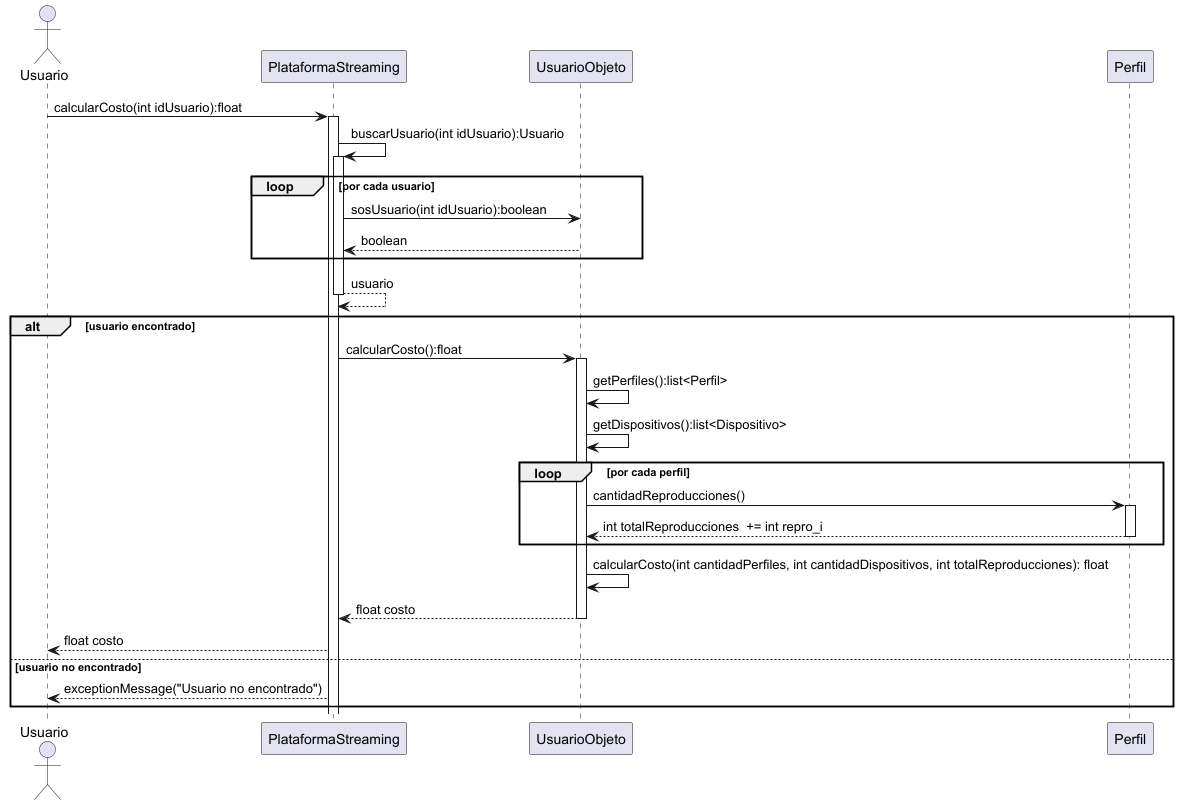 Usuario
PlataformaStreaming
UsuarioObjeto
Perfil
calcularCosto(int idUsuario):float
buscarUsuario(int idUsuario):Usuario
loop
[por cada usuario]
sosUsuario(int idUsuario):boolean
boolean
usuario
alt
[usuario encontrado]
calcularCosto():float
getPerfiles():list<Perfil>
getDispositivos():list<Dispositivo>
loop
[por cada perfil]
cantidadReproducciones()
int totalReproducciones  += int repro_i
calcularCosto(int cantidadPerfiles, int cantidadDispositivos, int totalReproducciones): float
float costo
float costo
[usuario no encontrado]
exceptionMessage("Usuario no encontrado")
Usuario
PlataformaStreaming
UsuarioObjeto
Perfil